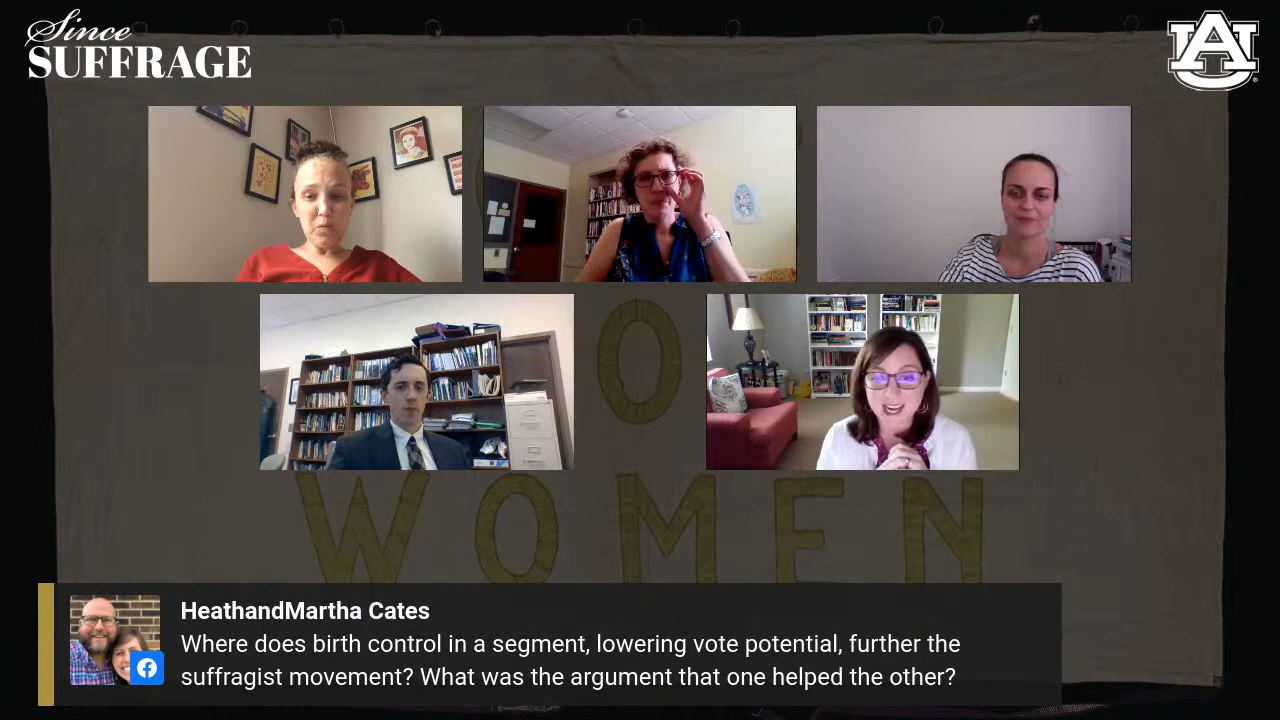 Since
SUFFRAGE
AU
O
WOMEN
HeathandMartha Cates
Where does birth control in a segment, lowering vote potential, further the
suffragist movement? What was the argument that one helped the other?